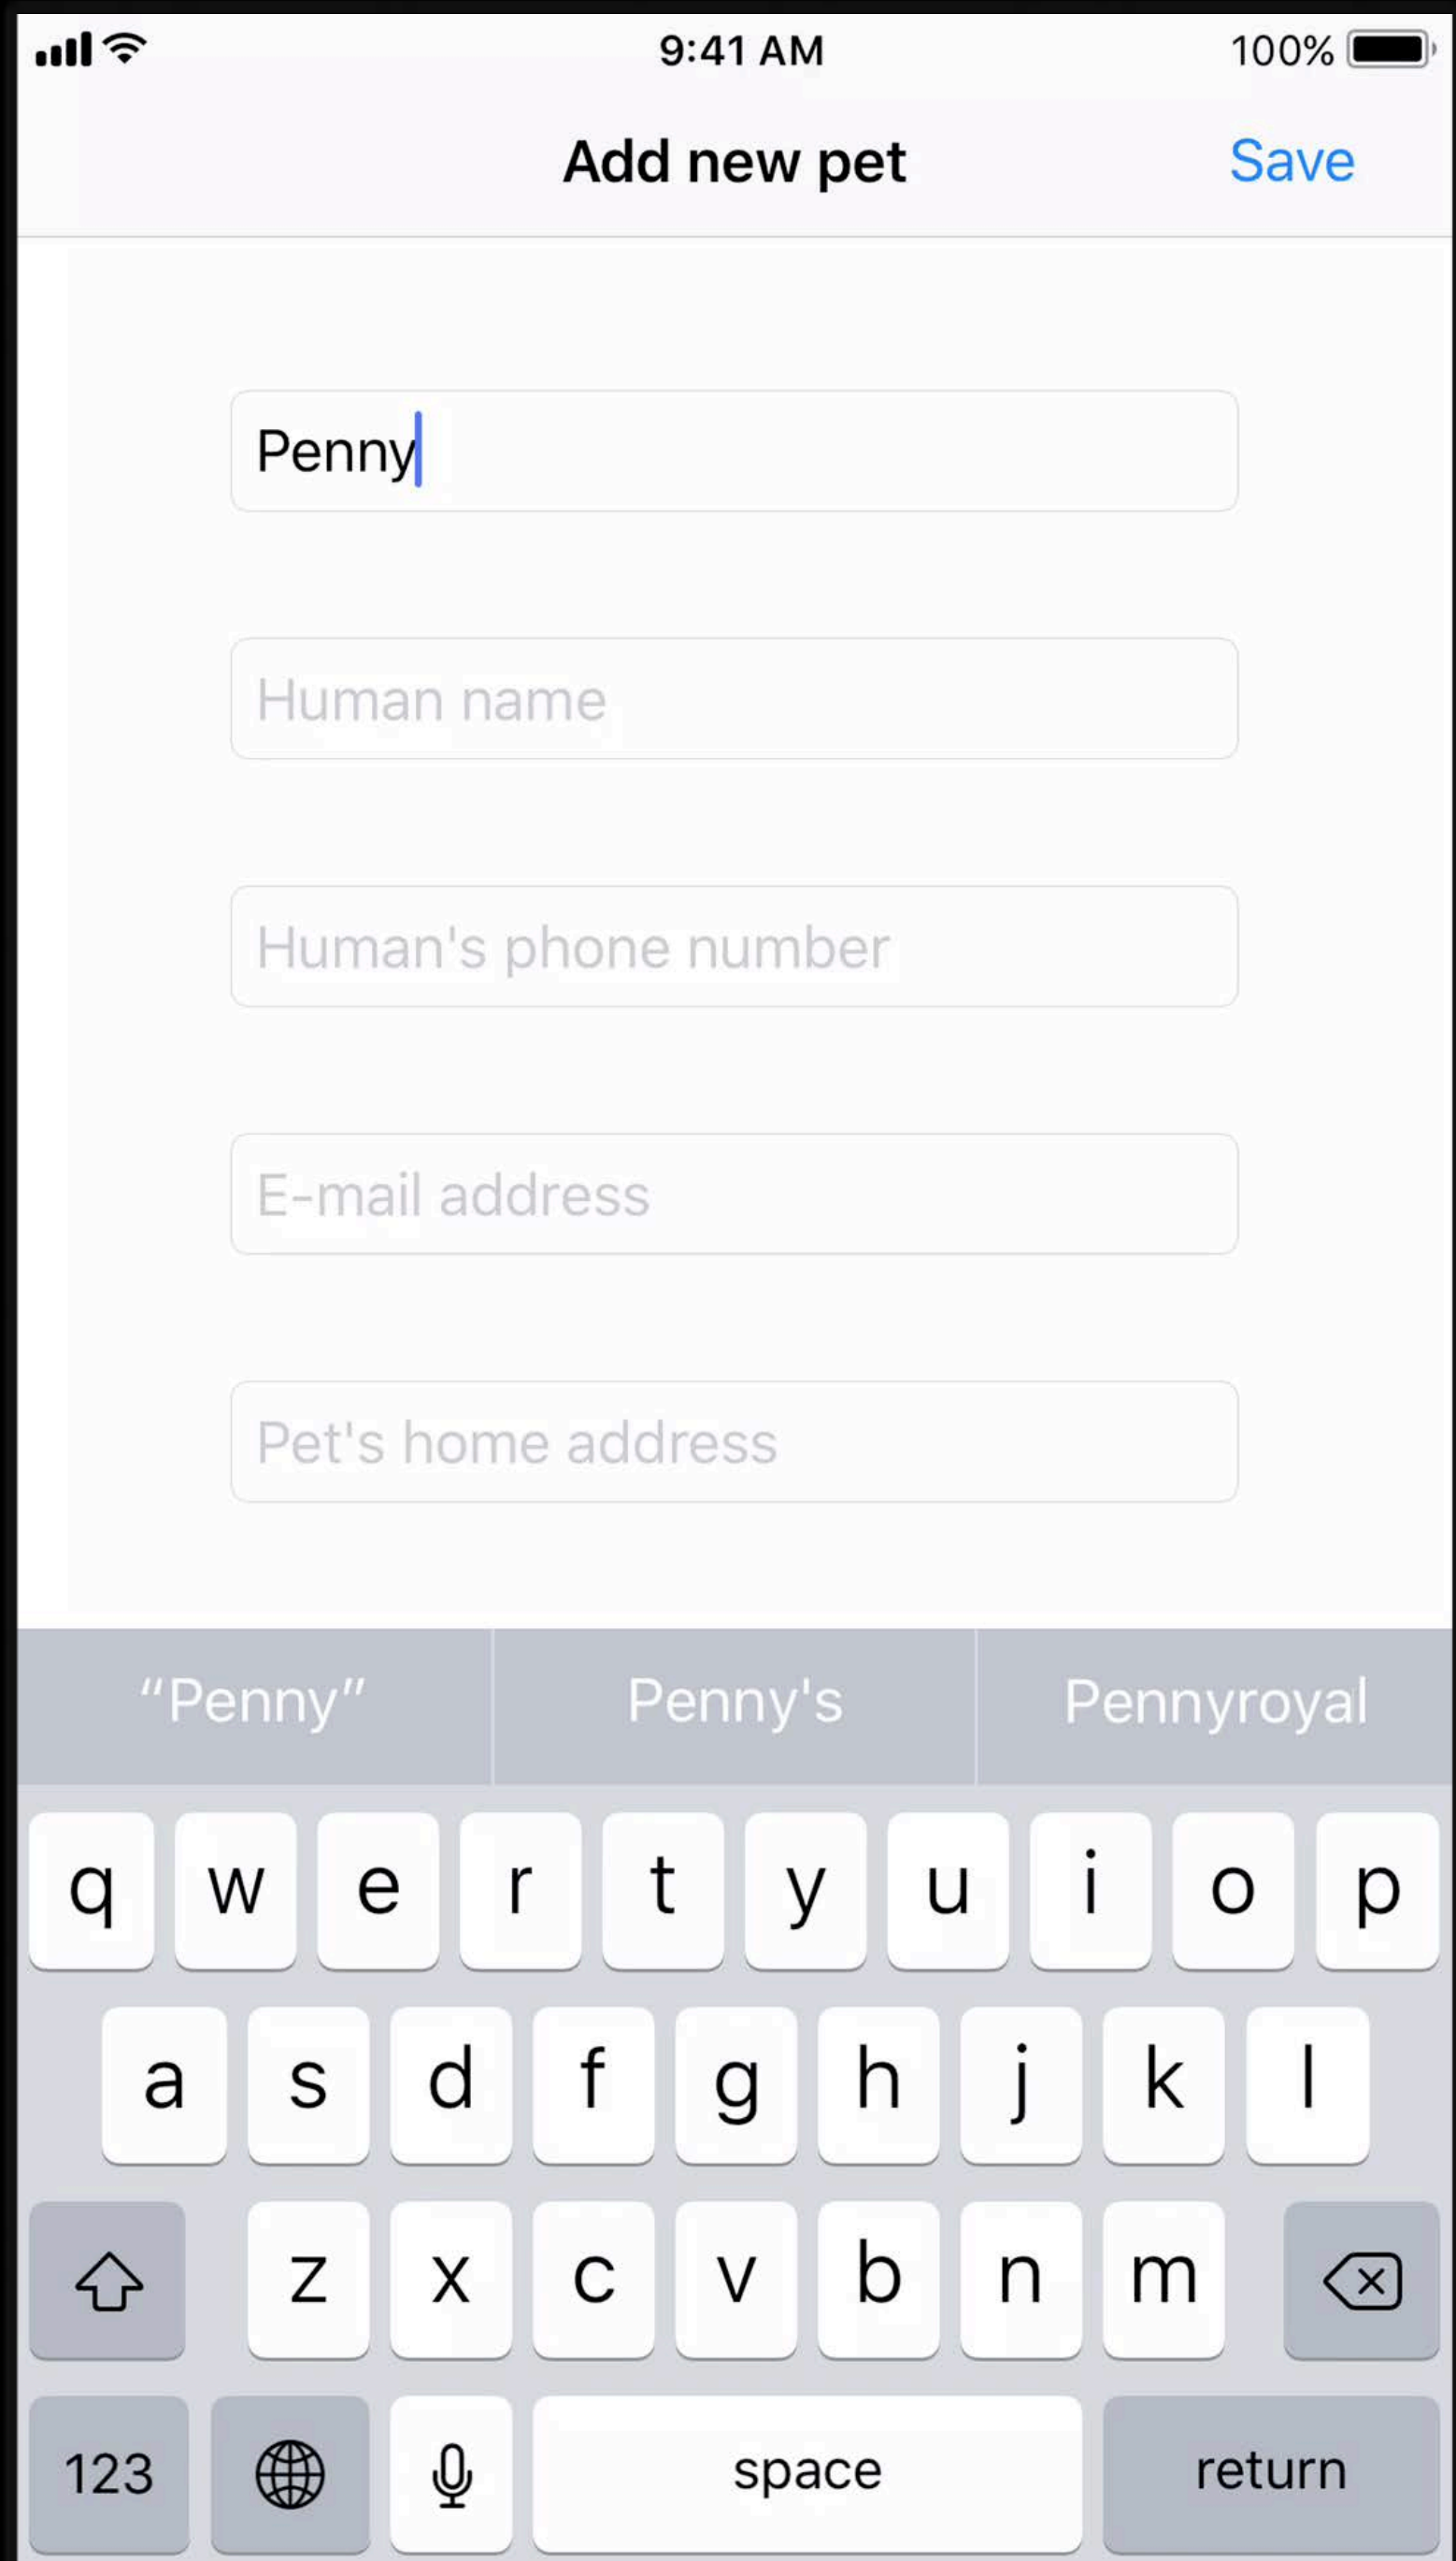 9:41 AM 100%
Add new pet Save
Penny
Human name
Human's phone number
E-mail address
Pet's home address
“Penny” Penny's Pennyroyal
q w e r t y u i o p
a s d f g h j k l
z x c v b n m
123 space return